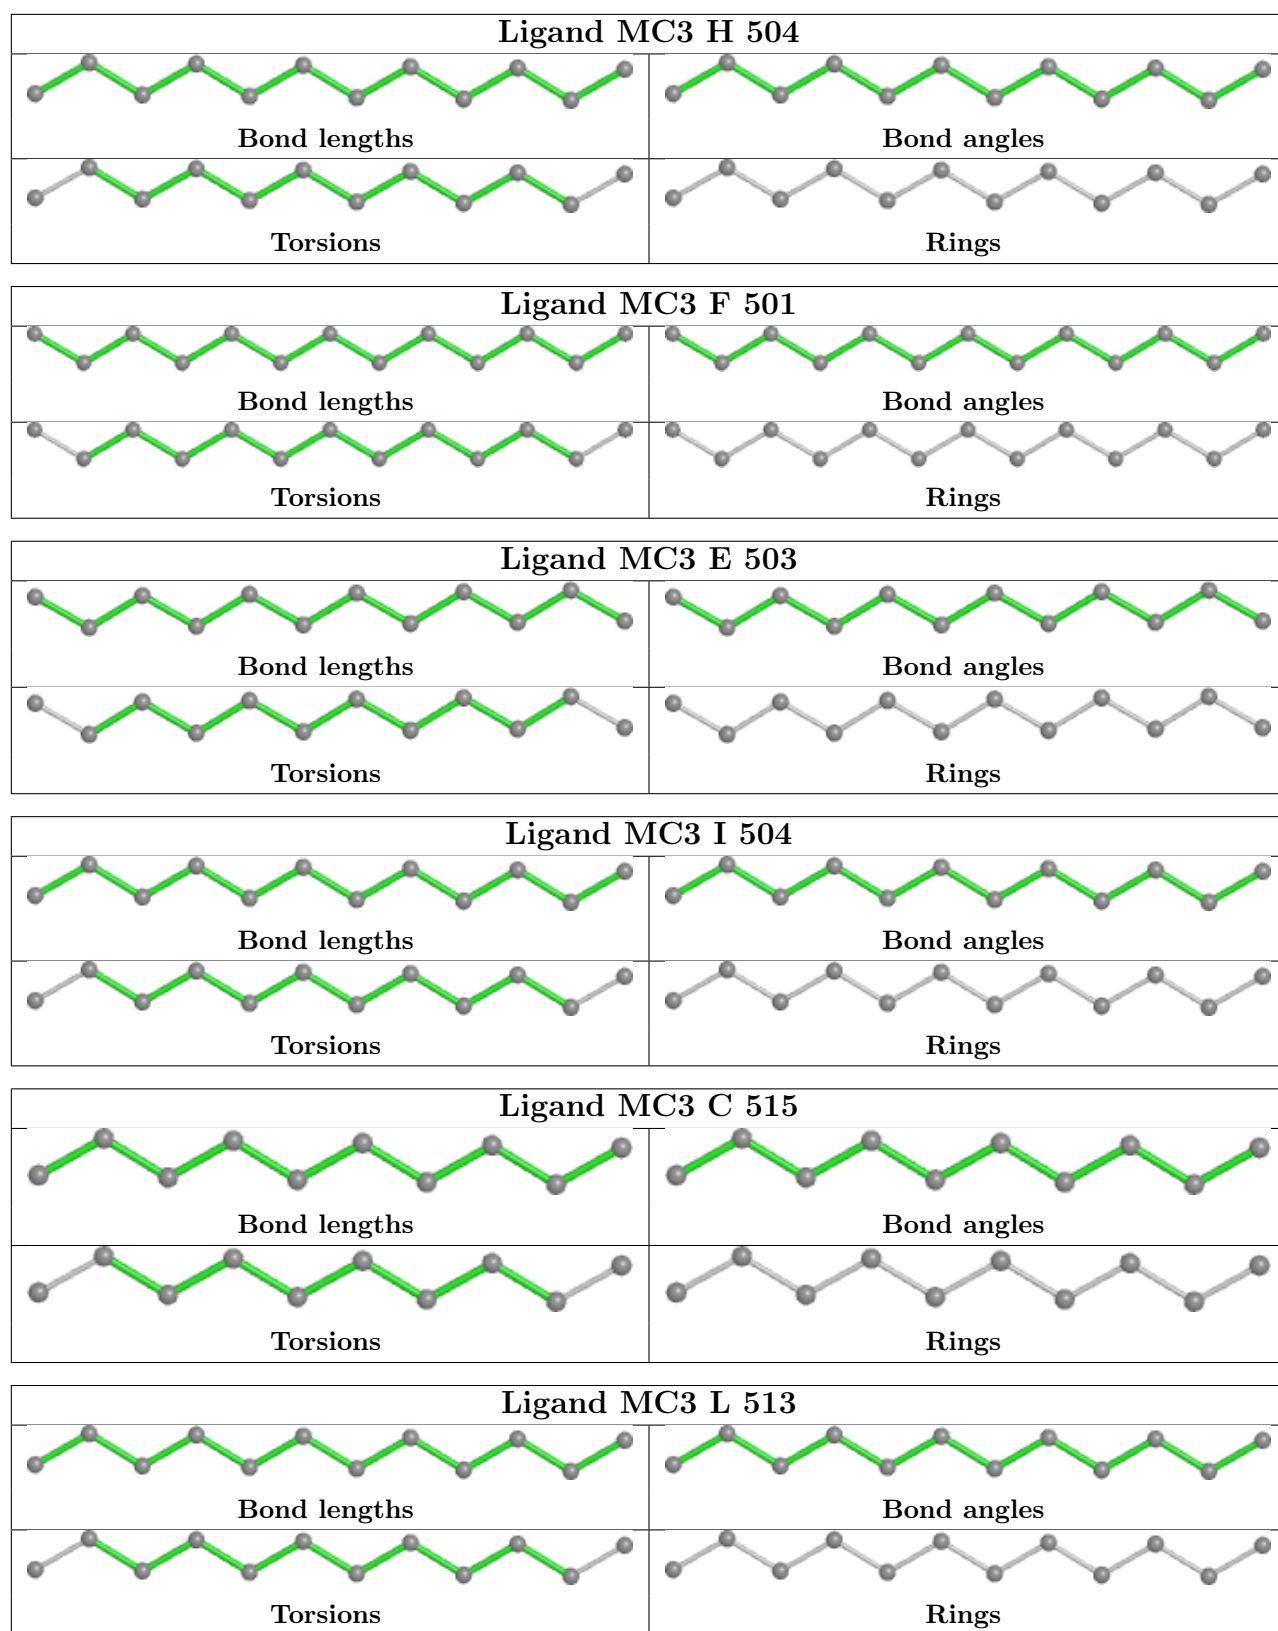 Ligand MC3 H 504
Bond lengths Bond angles
Torsions Rings
Ligand MC3 F 501
Bond lengths Bond angles
Torsions Rings
Ligand MC3 E 503
Bond lengths Bond angles
Torsions Rings
Ligand MC3 I 504
Bond lengths Bond angles
Torsions Rings
Ligand MC3 C 515
Bond lengths Bond angles
Torsions Rings
Ligand MC3 L 513
Bond lengths Bond angles
Torsions Rings